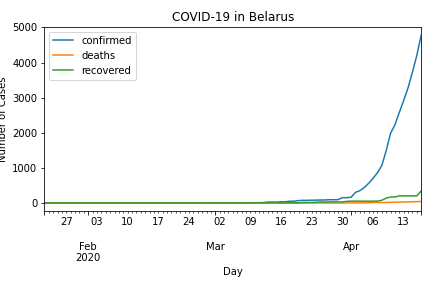 COVID-19 in Belarus
5000
4000
3000
2000
1000
0
Number of Cases
confirmed
deaths
recovered
27 03 10 17 24 02 09 16 23 30 06 13
Feb Mar Apr
2020
Day